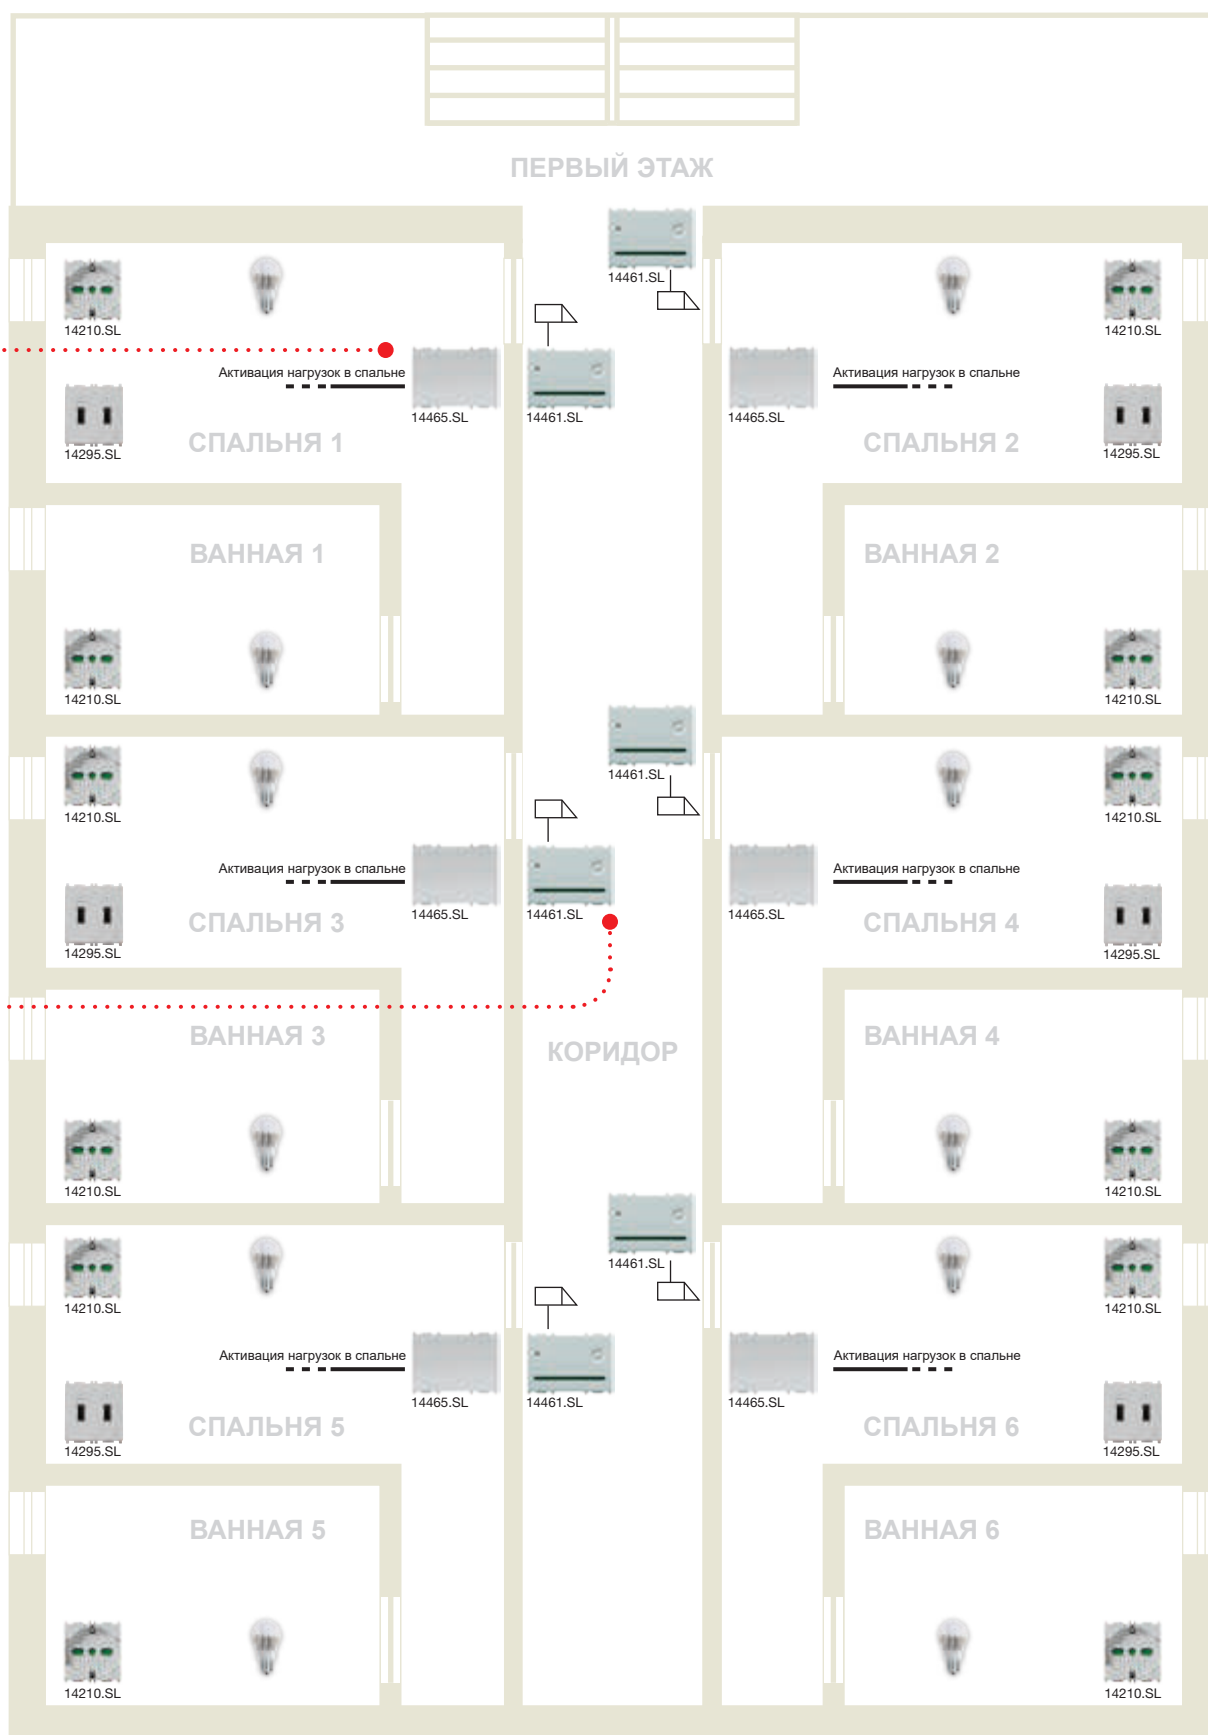 ПЕРВЫЙ ЭТАЖ
14461.SL
14210.SL
14210.SL
Активация нагрузок в спальне
Активация нагрузок в спальне
14465.SL
14461.SL
14465.SL
СПАЛЬНЯ 1
СПАЛЬНЯ 2
14295.SL
14295.SL
ВАННАЯ 1
ВАННАЯ 2
14210.SL
14210.SL
14461.SL
14210.SL
14210.SL
Активация нагрузок в спальне
Активация нагрузок в спальне
14465.SL
14461.SL
14465.SL
СПАЛЬНЯ 3
СПАЛЬНЯ 4
14295.SL
14295.SL
ВАННАЯ 3
КОРИДОР
ВАННАЯ 4
14210.SL
14210.SL
14461.SL
14210.SL
14210.SL
Активация нагрузок в спальне
Активация нагрузок в спальне
14465.SL
14461.SL
14465.SL
СПАЛЬНЯ 5
СПАЛЬНЯ 6
14295.SL
14295.SL
ВАННАЯ 5
ВАННАЯ 6
14210.SL
14210.SL